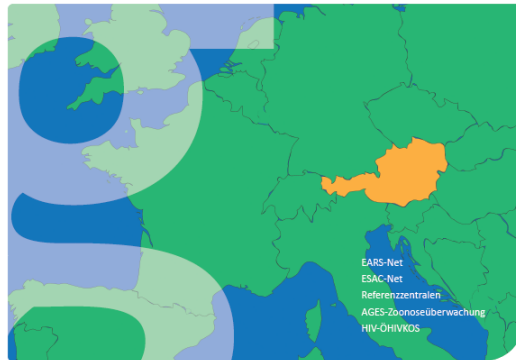 EARS-Net
ESAC-Net
Referenzzentralen
AGES-Zoonoseüberwachung
HIV-ÖHIVKOS